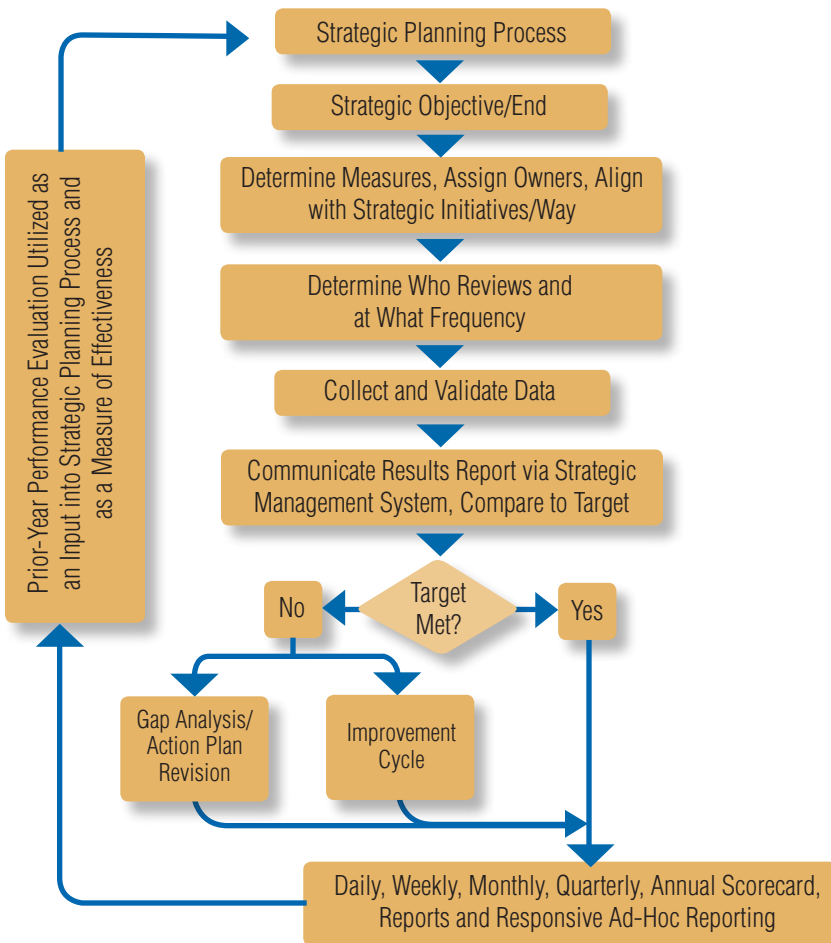 Strategic Planning Process
Strategic Objective/End
Determine Measures, Assign Owners, Align
with Strategic Initiatives/Way
Determine Who Reviews and
at What Frequency
Collect and Validate Data
Communicate Results Report via Strategic
Management System, Compare to Target
Target
Met?
No
Yes
Gap Analysis/
Action Plan
Revision
Improvement
Cycle
Daily, Weekly, Monthly, Quarterly, Annual Scorecard,
Reports and Responsive Ad-Hoc Reporting
Prior-Year Performance Evaluation Utilized as
an Input into Strategic Planning Process and
as a Measure of Effectiveness